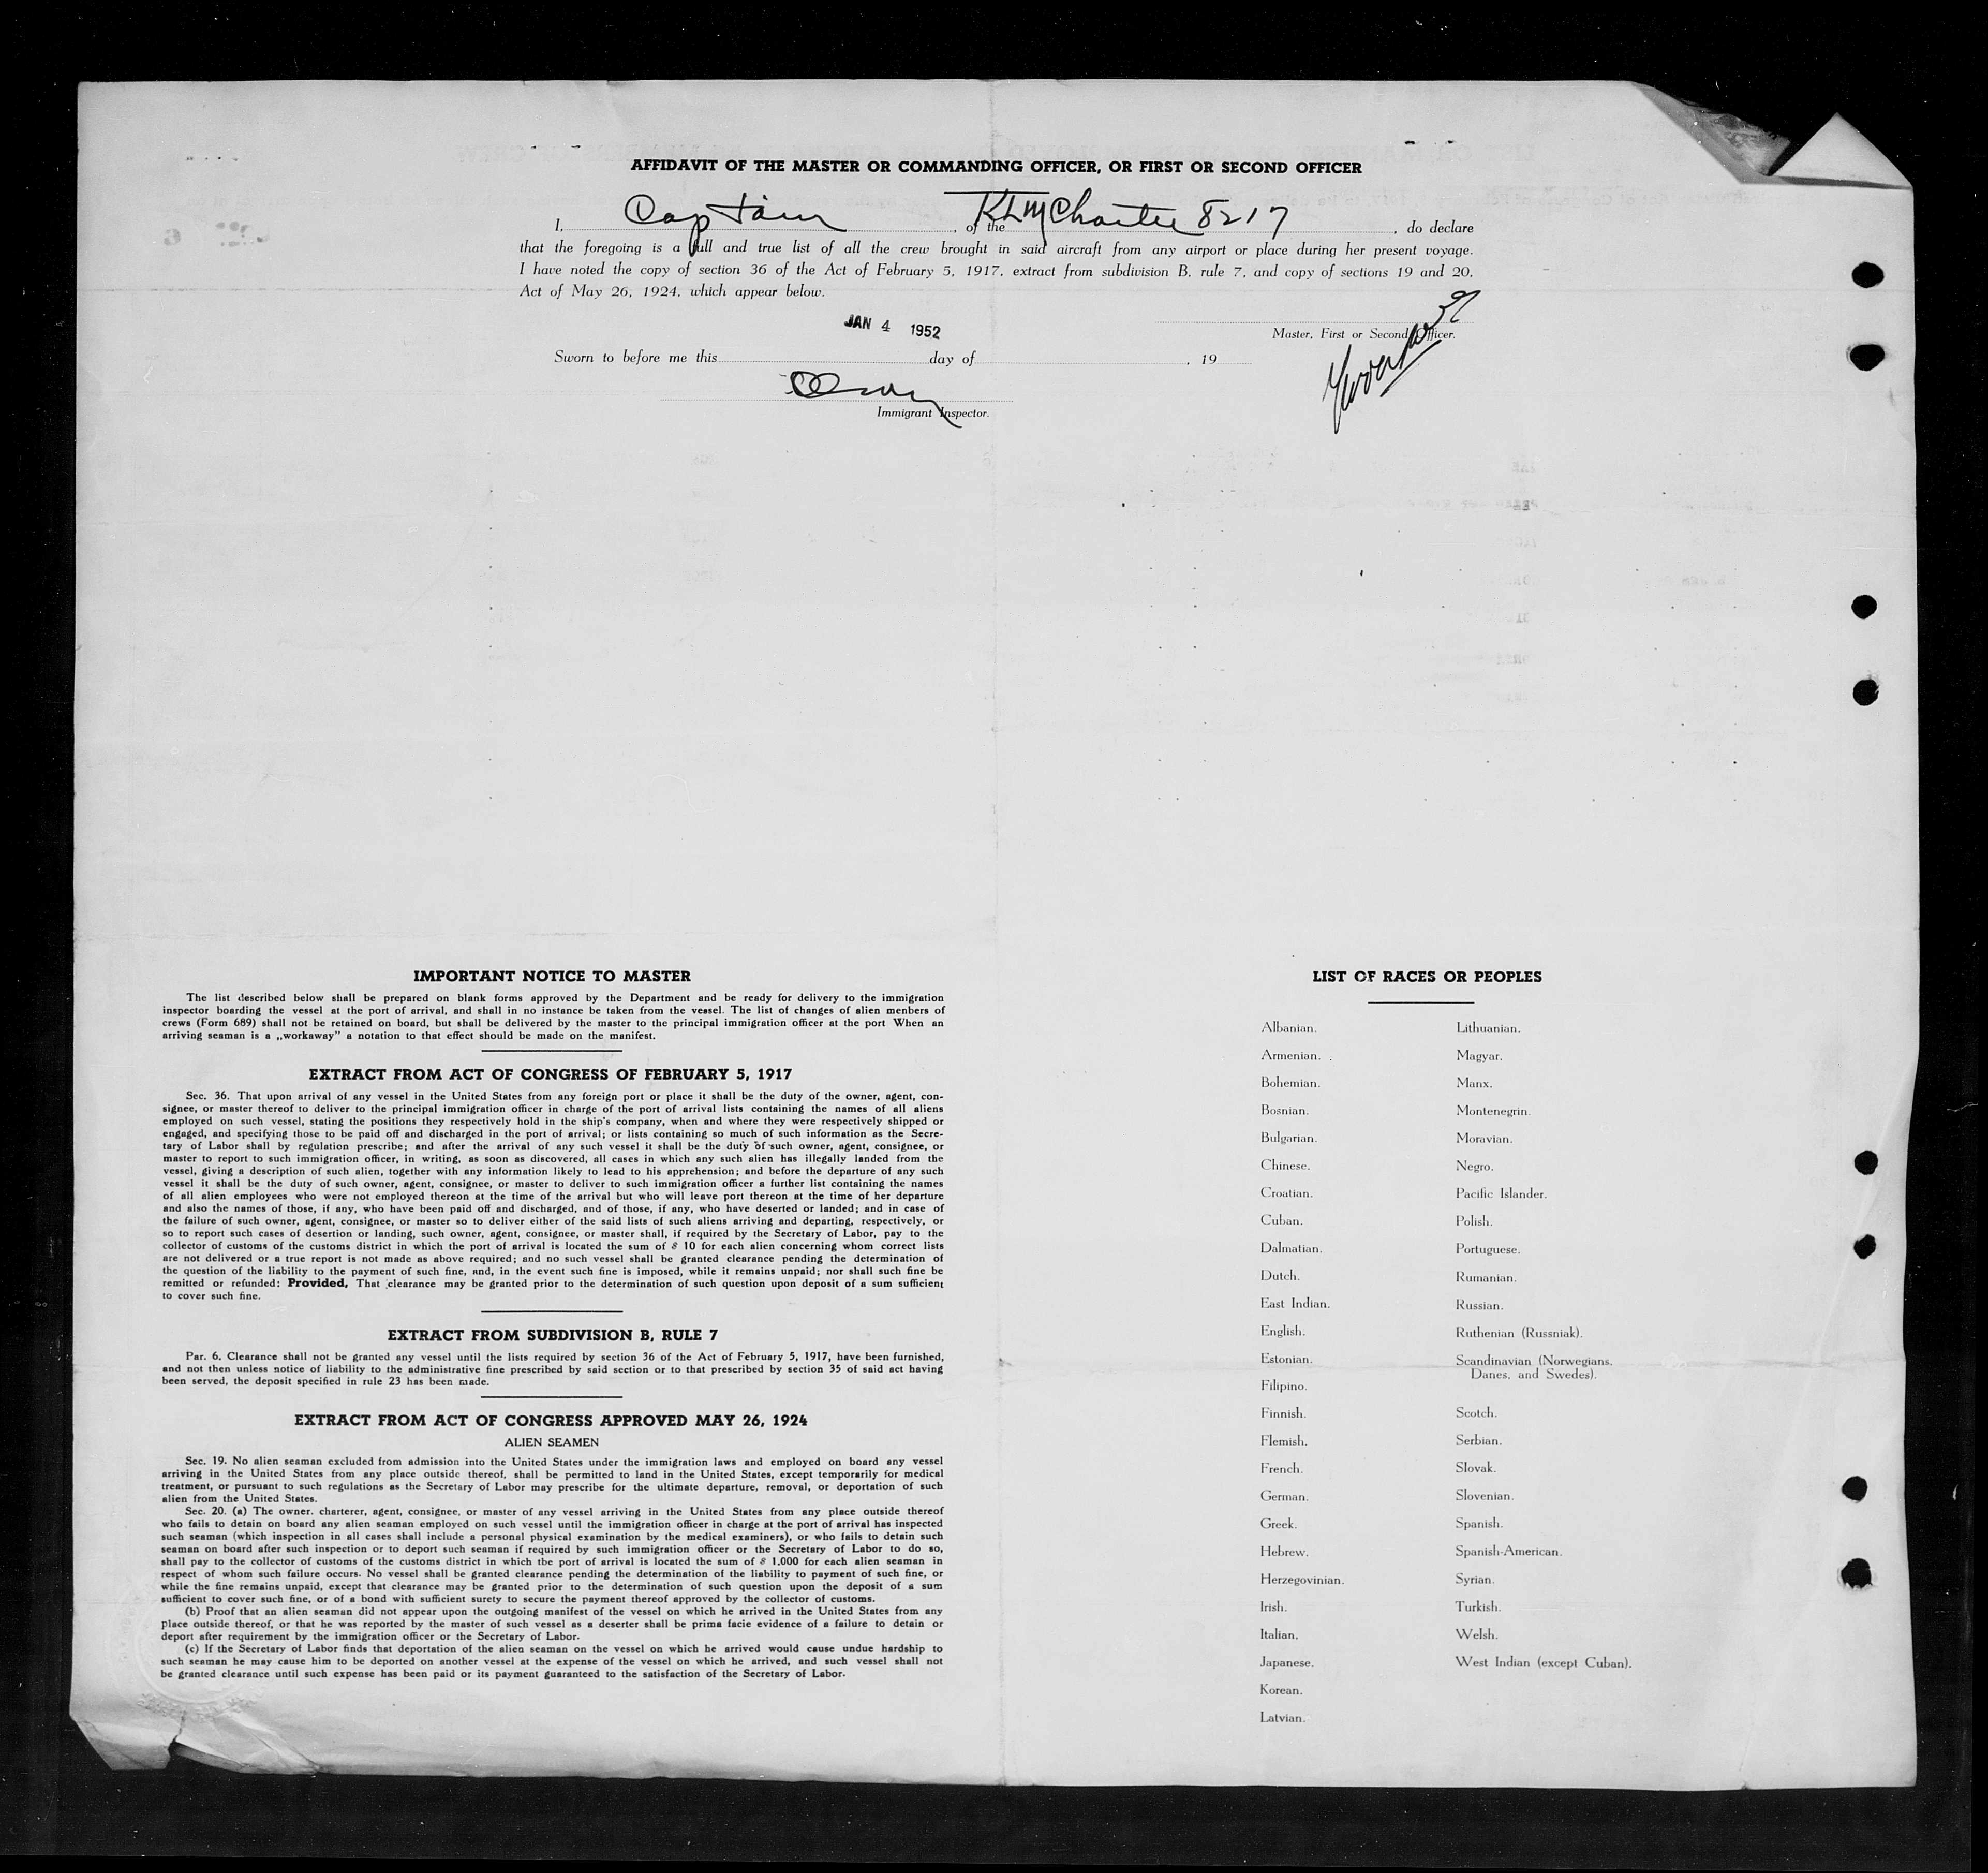 AFFIDAVIT OF THE MASTER OR COMMANDING OFFICER, OR FIRST OR SECOND OFFICER
I, Captain, of the KLM Charter 8217, do declare
that the foregoing is a full and true list of all the crew brought in said aircraft from any airport or place during her present voyage.
I have noted the copy of section 36 of the Act of February 5, 1917, extract from subdivision B, rule 7, and copy of sections 19 and 20,
Act of May 26, 1924, which appear below.
JAN 4 1952
Master, First or Second Officer.
Sworn to before me this day of , 19
Immigrant Inspector.
IMPORTANT NOTICE TO MASTER
The list described below shall be prepared on blank forms approved by the Department and be ready for delivery to the immigration
inspector boarding the vessel at the port of arrival, and shall in no instance be taken from the vessel. The list of changes of alien menbers of
crews (Form 689) shall not be retained on board, but shall be delivered by the master to the principal immigration officer at the port When an
arriving seaman is a „workaway” a notation to that effect should be made on the manifest.
EXTRACT FROM ACT OF CONGRESS OF FEBRUARY 5, 1917
Sec. 36. That upon arrival of any vessel in the United States from any foreign port or place it shall be the duty of the owner, agent, con-
signee, or master thereof to deliver to the principal immigration officer in charge of the port of arrival lists containing the names of all aliens
employed on such vessel, stating the positions they respectively hold in the ship's company, when and where they were respectively shipped or
engaged, and specifying those to be paid off and discharged in the port of arrival; or lists containing so much of such information as the Secre-
tary of Labor shall by regulation prescribe; and after the arrival of any such vessel it shall be the duty of such owner, agent, consignee, or
master to report to such immigration officer, in writing, as soon as discovered, all cases in which any such alien has illegally landed from the
vessel, giving a description of such alien, together with any information likely to lead to his apprehension; and before the departure of any such
vessel it shall be the duty of such owner, agent, consignee, or master to deliver to such immigration officer a further list containing the names
of all alien employees who were not employed thereon at the time of the arrival but who will leave port thereon at the time of her departure
and also the names of those, if any, who have been paid off and discharged, and of those, if any, who have deserted or landed; and in case of
the failure of such owner, agent, consignee, or master so to deliver either of the said lists of such aliens arriving and departing, respectively, or
so to report such cases of desertion or landing, such owner, agent, consignee, or master shall, if required by the Secretary of Labor, pay to the
collector of customs of the customs district in which the port of arrival is located the sum of $ 10 for each alien concerning whom correct lists
are not delivered or a true report is not made as above required; and no such vessel shall be granted clearance pending the determination of
the question of the liability to the payment of such fine, and, in the event such fine is imposed, while it remains unpaid; nor shall such fine be
remitted or refunded: Provided, That clearance may be granted prior to the determination of such question upon deposit of a sum sufficient
to cover such fine.
EXTRACT FROM SUBDIVISION B, RULE 7
Par. 6. Clearance shall not be granted any vessel until the lists required by section 36 of the Act of February 5, 1917, have been furnished,
and not then unless notice of liability to the administrative fine prescribed by said section or to that prescribed by section 35 of said act having
been served, the deposit specified in rule 23 has been made.
EXTRACT FROM ACT OF CONGRESS APPROVED MAY 26, 1924
ALIEN SEAMEN
Sec. 19. No alien seaman excluded from admission into the United States under the immigration laws and employed on board any vessel
arriving in the United States from any place outside thereof, shall be permitted to land in the United States, except temporarily for medical
treatment, or pursuant to such regulations as the Secretary of Labor may prescribe for the ultimate departure, removal, or deportation of such
alien from the United States.
Sec. 20. (a) The owner. charterer, agent, consignee, or master of any vessel arriving in the United States from any place outside thereof
who fails to detain on board any alien seaman employed on such vessel until the immigration officer in charge at the port of arrival has inspected
such seaman (which inspection in all cases shall include a personal physical examination by the medical examiners), or who fails to detain such
seaman on board after such inspection or to deport such seaman if required by such immigration officer or the Secretary of Labor to do so,
shall pay to the collector of customs of the customs district in which the port of arrival is located the sum of $ 1.000 for each alien seaman in
respect of whom such failure occurs. No vessel shall be granted clearance pending the determination of the liability to payment of such fine, or
while the fine remains unpaid, except that clearance may be granted prior to the determination of such question upon the deposit of a sum
sufficient to cover such fine, or of a bond with sufficient surety to secure the payment thereof approved by the collector of customs.
(b) Proof that an alien seaman did not appear upon the outgoing manifest of the vessel on which he arrived in the United States from any
place outside thereof, or that he was reported by the master of such vessel as a deserter shall be prima facie evidence of a failure to detain or
deport after requirement by the immigration officer or the Secretary of Labor.
(c) If the Secretary of Labor finds that deportation of the alien seaman on the vessel on which he arrived would cause undue hardship to
such seaman he may cause him to be deported on another vessel at the expense of the vessel on which he arrived, and such vessel shall not
be granted clearance until such expense has been paid or its payment guaranteed to the satisfaction of the Secretary of Labor.
LIST OF RACES OR PEOPLES
Albanian.
Armenian.
Bohemian.
Bosnian.
Bulgarian.
Chinese.
Croatian.
Cuban.
Dalmatian.
Dutch.
East Indian.
English.
Estonian.
Filipino.
Finnish.
Flemish.
French.
German.
Greek.
Hebrew.
Herzegovinian.
Irish.
Italian.
Japanese.
Korean.
Latvian.
Lithuanian.
Magyar.
Manx.
Montenegrin.
Moravian.
Negro.
Pacific Islander.
Polish.
Portuguese.
Rumanian.
Russian.
Ruthenian (Russniak).
Scandinavian (Norwegians,
Danes, and Swedes).
Scotch.
Serbian.
Slovak.
Slovenian.
Spanish.
Spanish-American.
Syrian.
Turkish.
Welsh.
West Indian (except Cuban).